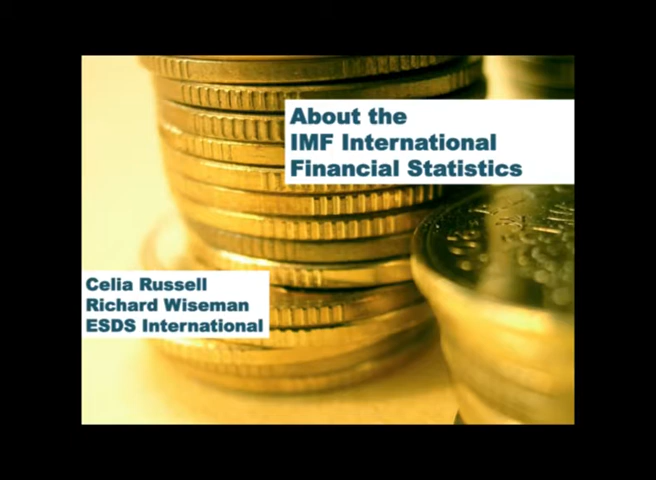 About the
IMF International
Financial Statistics
Celia Russell
Richard Wiseman
ESDS International